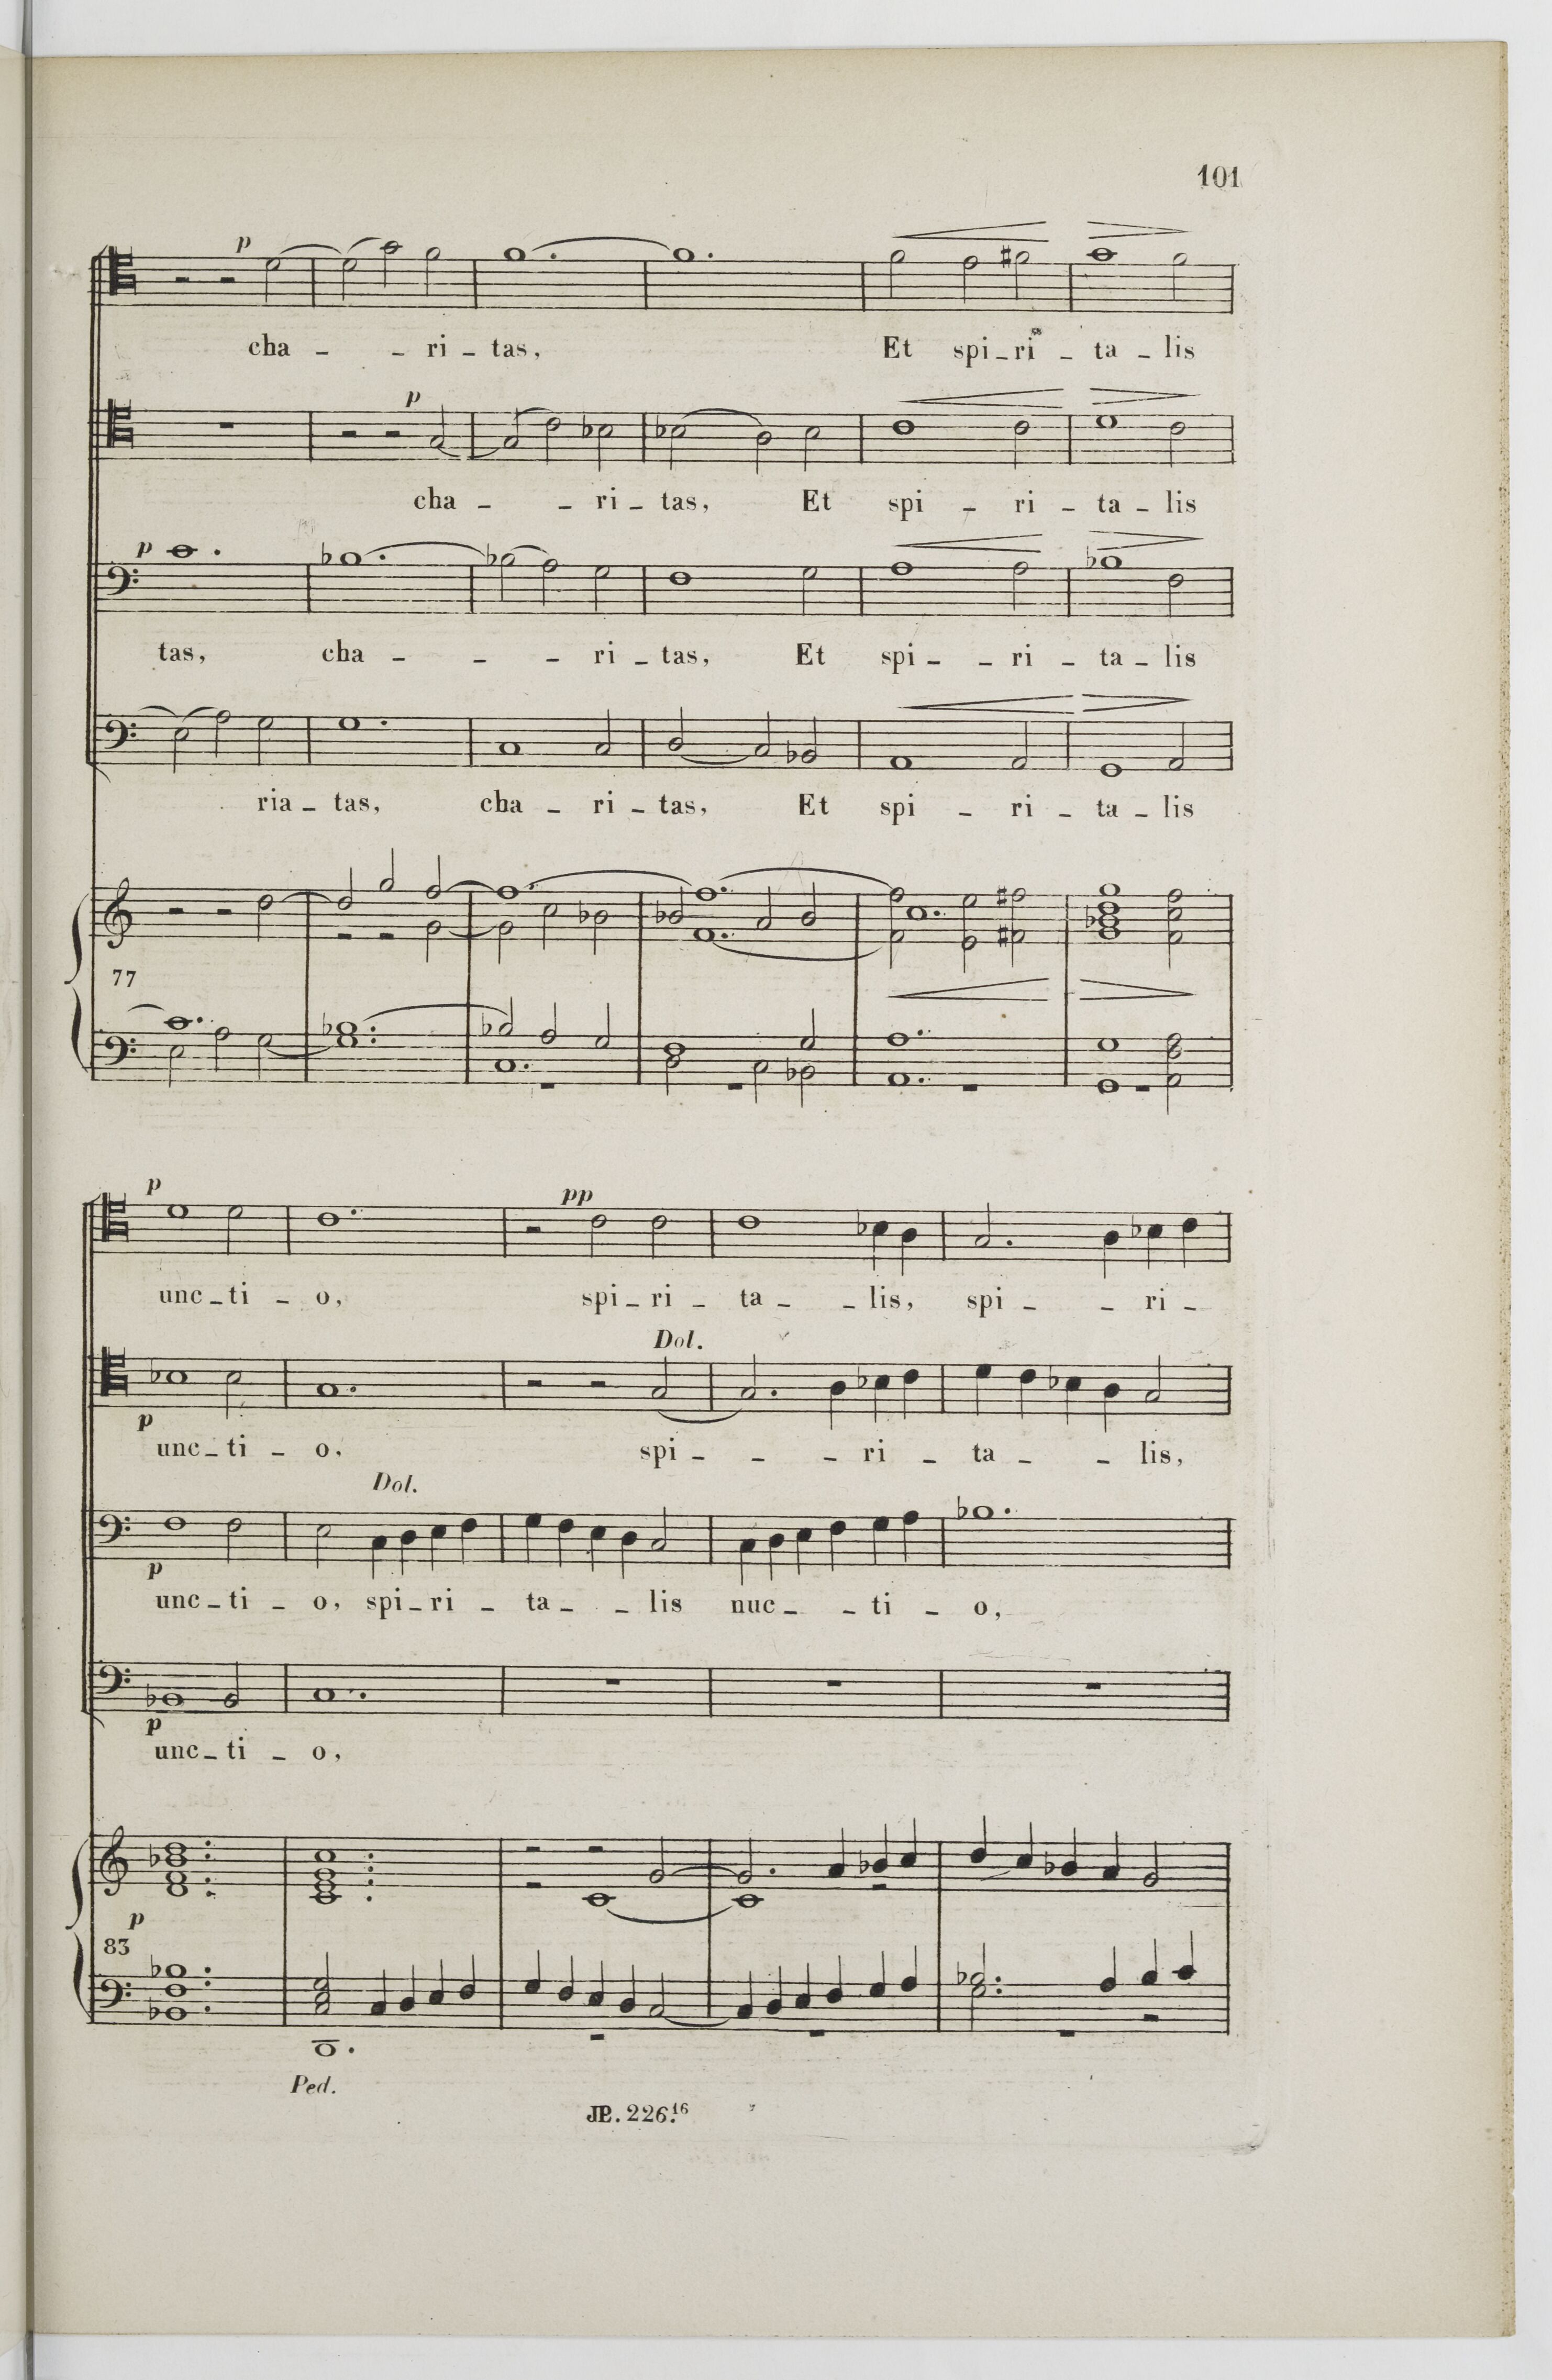 101
p
cha - - ri - tas, Et spi - ri - ta - lis
p
cha - - ri - tas, Et spi - ri - ta - lis
p
tas, cha - - - ri - tas, Et spi - - ri - ta - lis
ria - tas, cha - ri - tas, Et spi - ri - ta - lis
77
p
unc - ti - o,
pp
spi - ri - ta - - lis, spi - - ri -
Dol.
p
unc - ti - o, spi - - - ri - ta - - lis,
Dol.
p
unc - ti - o, spi - ri - ta - - lis nuc - - ti - o,
p
unc - ti - o,
p
83
Ped.
JP. 226.16